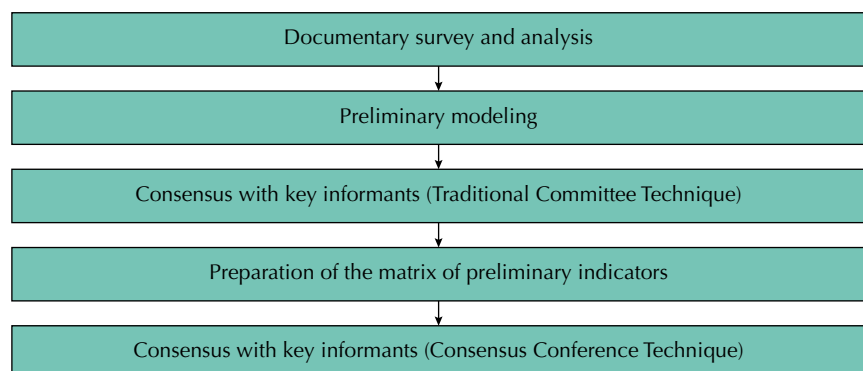 Documentary survey and analysis
Preliminary modeling
Consensus with key informants (Traditional Committee Technique)
Preparation of the matrix of preliminary indicators
Consensus with key informants (Consensus Conference Technique)